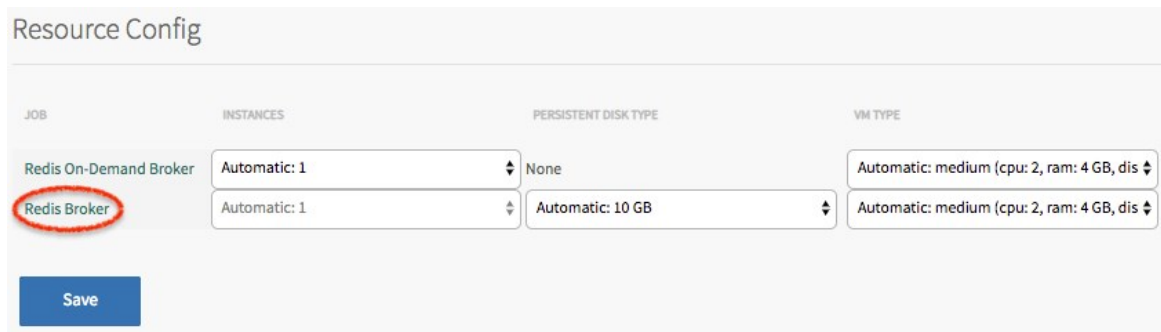 Resource Config
JOB INSTANCES PERSISTENT DISK TYPE VM TYPE
Redis On-Demand Broker Automatic: 1 None Automatic: medium (cpu: 2, ram: 4 GB, dis
Redis Broker Automatic: 1 Automatic: 10 GB Automatic: medium (cpu: 2, ram: 4 GB, dis
Save